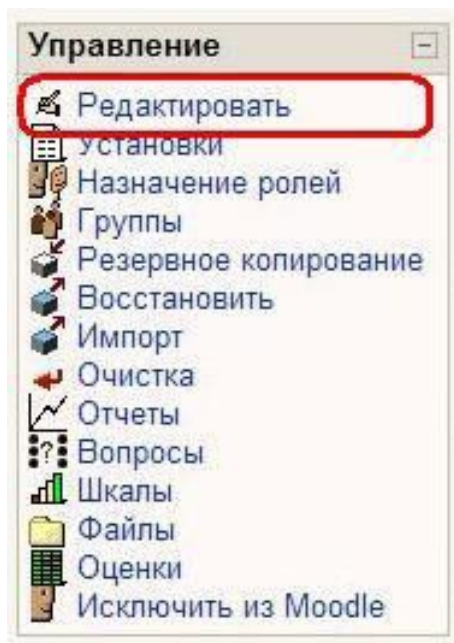 Управление
Редактировать
Установки
Назначение ролей
Группы
Резервное копирование
Восстановить
Импорт
Очистка
Отчеты
Вопросы
Шкалы
Файлы
Оценки
Исключить из Moodle